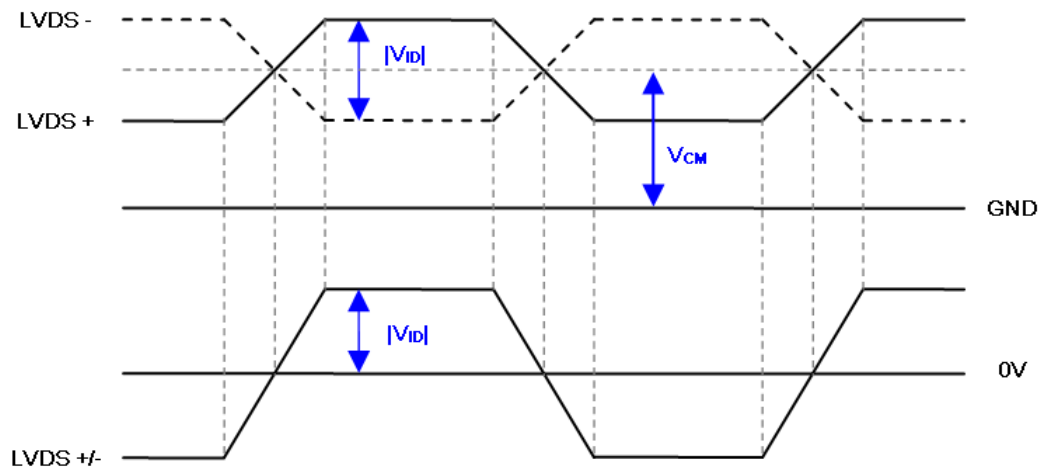 LVDS -
|VID|
LVDS +
VCM
GND
|VID|
0V
LVDS +/-